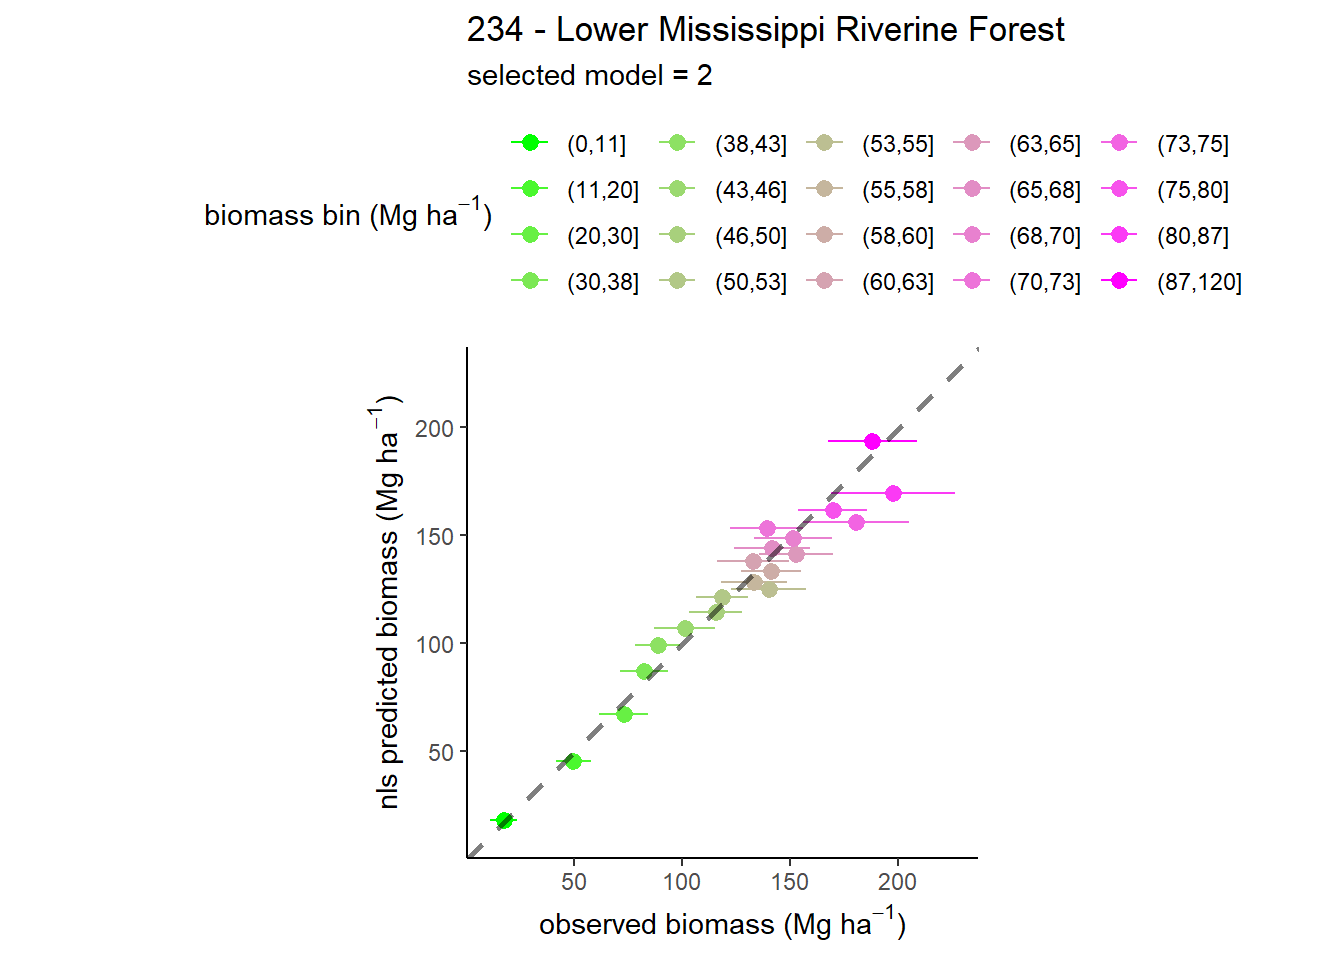 234 - Lower Mississippi Riverine Forest
selected model = 2
biomass bin (Mg ha⁻¹)
(0,11] (38,43] (53,55] (63,65] (73,75]
(11,20] (43,46] (55,58] (65,68] (75,80]
(20,30] (46,50] (58,60] (68,70] (80,87]
(30,38] (50,53] (60,63] (70,73] (87,120]
nls predicted biomass (Mg ha⁻¹)
200
150
100
50
50 100 150 200
observed biomass (Mg ha⁻¹)